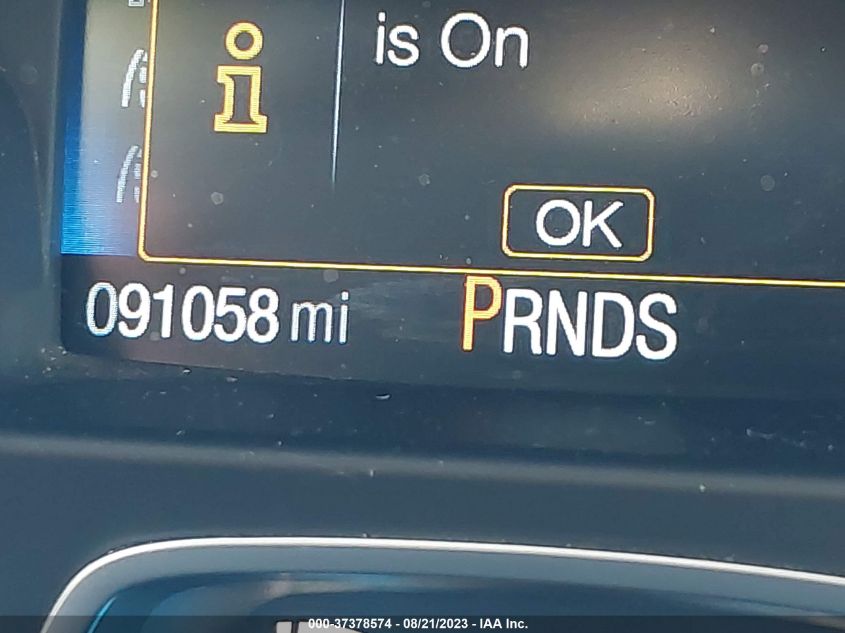 is On
OK
091058 mi PRNDS
000-37378574 - 08/21/2023 - IAA Inc.